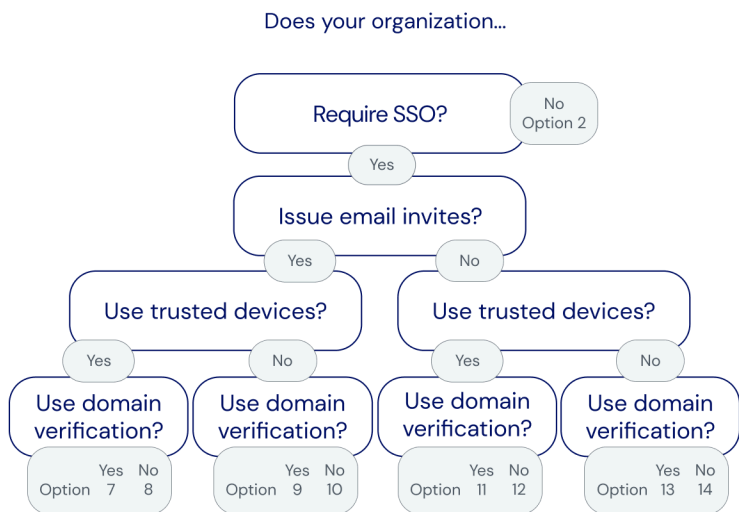 Does your organization...
Require SSO?
No
Option 2
Yes
Issue email invites?
Yes
No
Use trusted devices?
Use trusted devices?
Yes
No
Yes
No
Use domain
verification?
Use domain
verification?
Use domain
verification?
Use domain
verification?
Yes No
Option 7 8
Yes No
Option 9 10
Yes No
Option 11 12
Yes No
Option 13 14